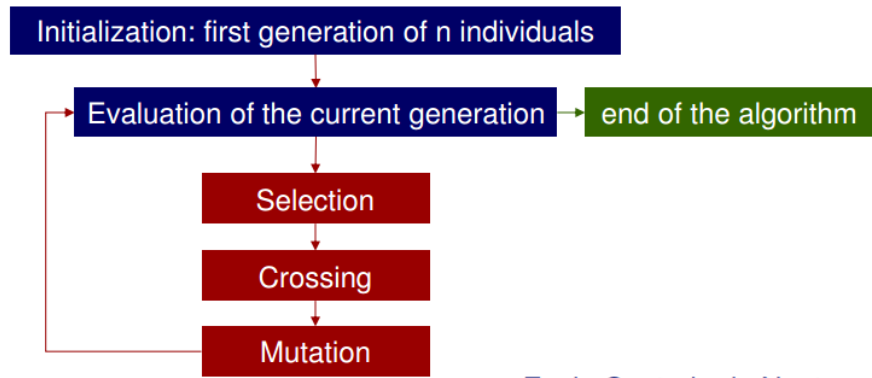 Initialization: first generation of n individuals
Evaluation of the current generation
end of the algorithm
Selection
Crossing
Mutation